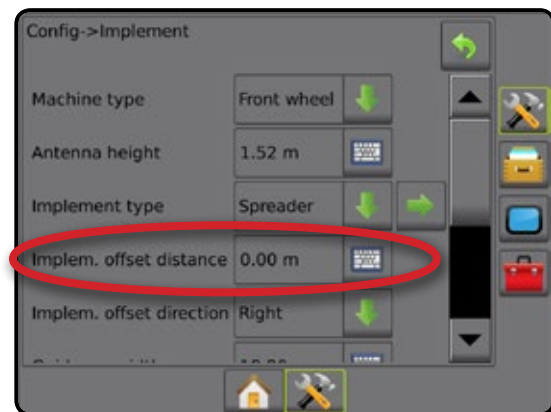 Config->Implement
Machine type Front wheel
Antenna height 1.52 m
Implement type Spreader
Implem. offset distance 0.00 m
Implem. offset direction Right